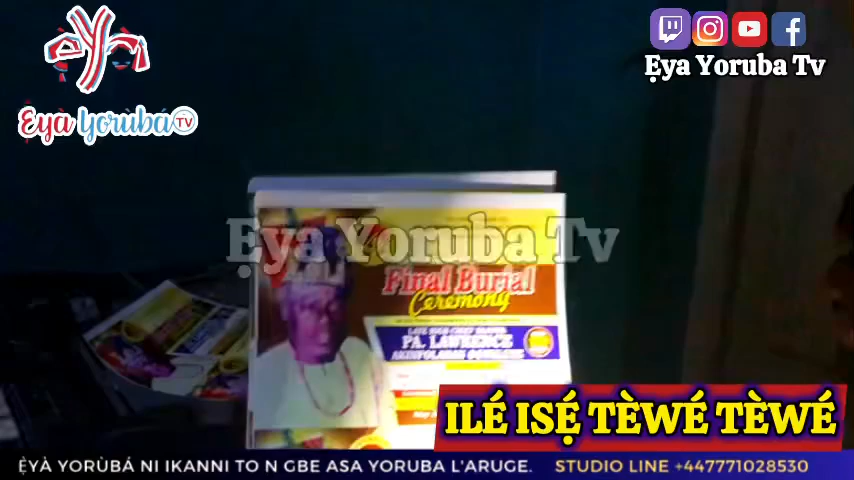 Ẹyà Yorùbá TV
Ẹya Yoruba Tv
Ẹya Yoruba Tv
Final Burial
Ceremony
PA. LAWRENCE
ILÉ ISẸ́ TÈWÉ TÈWÉ
ẸYÀ YORÙBÁ NI IKANNI TO N GBE ASA YORUBA L'ARUGE. STUDIO LINE +447771028530